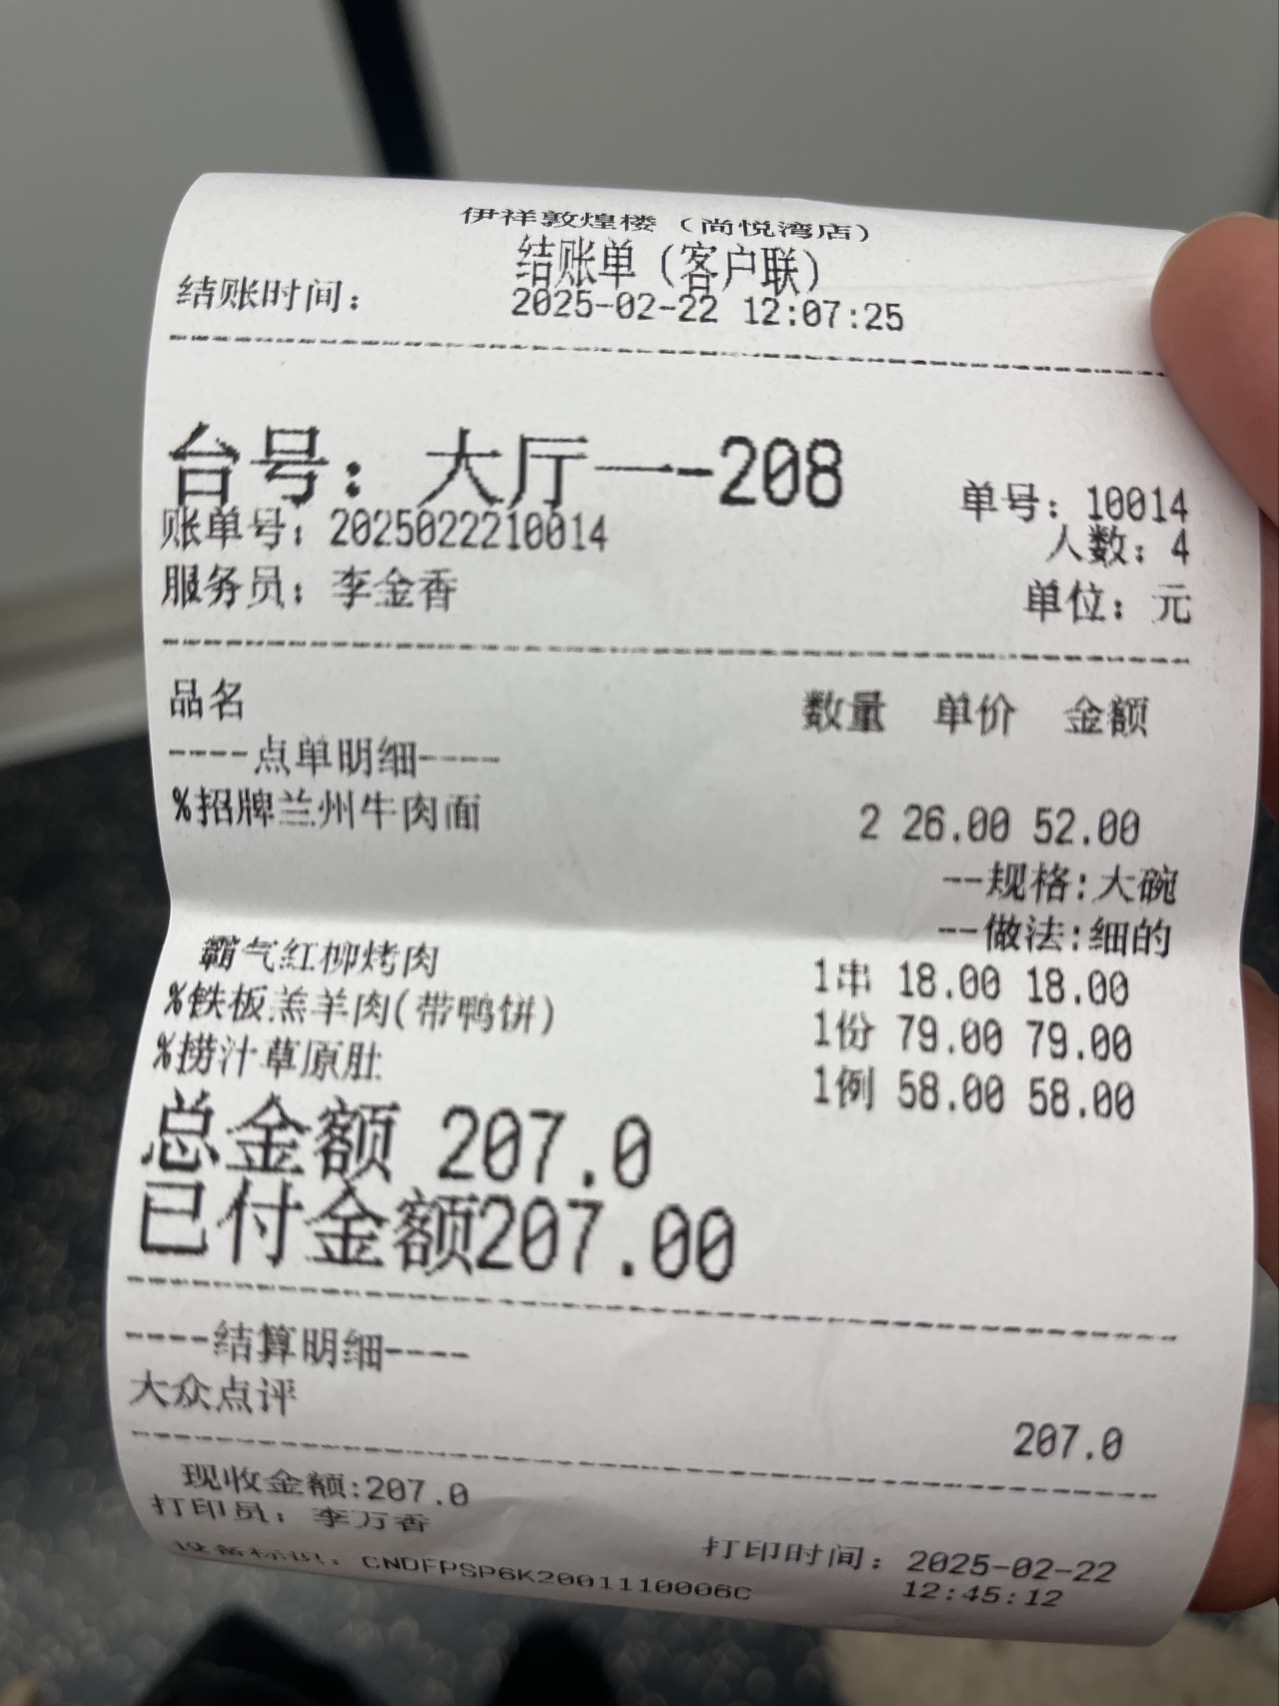 伊祥敦煌楼（尚悦湾店）
结账单（客户联）
结账时间： 2025-02-22 12:07:25
台号：大厅一-208
单号：10014
账单号：2025022210014
人数：4
服务员：李金香
单位：元
品名 数量 单价 金额
----点单明细----
%招牌兰州牛肉面 2 26.00 52.00
--规格:大碗
--做法:细的
霸气红柳烤肉 1串 18.00 18.00
%铁板羔羊肉(带鸭饼) 1份 79.00 79.00
%捞汁草原肚 1例 58.00 58.00
总金额 207.0
已付金额207.00
----结算明细----
大众点评 207.0
现收金额:207.0
打印员：李万香
打印时间：2025-02-22
12:45:12
设备标识：CNDFPSP6K2001110006C